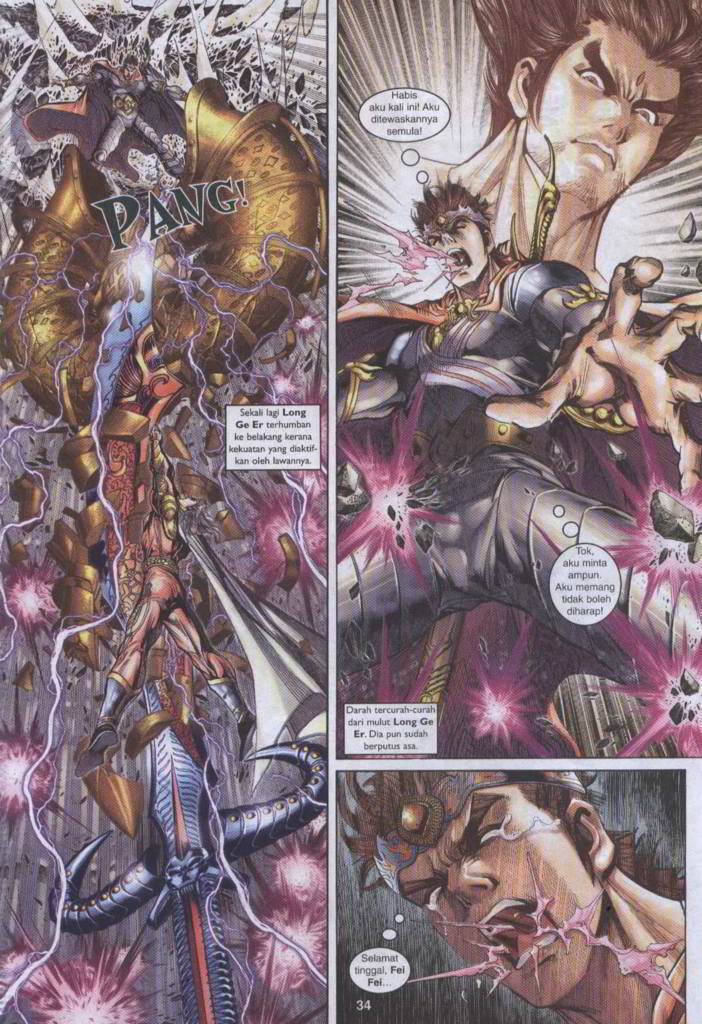 PANG!
Sekali lagi Long
Ge Er terhumban
ke belakang kerana
kekuatan yang diaktif-
kan oleh lawannya.
Habis
aku kali ini! Aku
ditewaskannya
semula!
Tok,
aku minta
ampun.
Aku memang
tidak boleh
diharap!
Darah tercurah-curah
dari mulut Long Ge
Er. Dia pun sudah
berputus asa.
Selamat
tinggal, Fei
Fei...
34